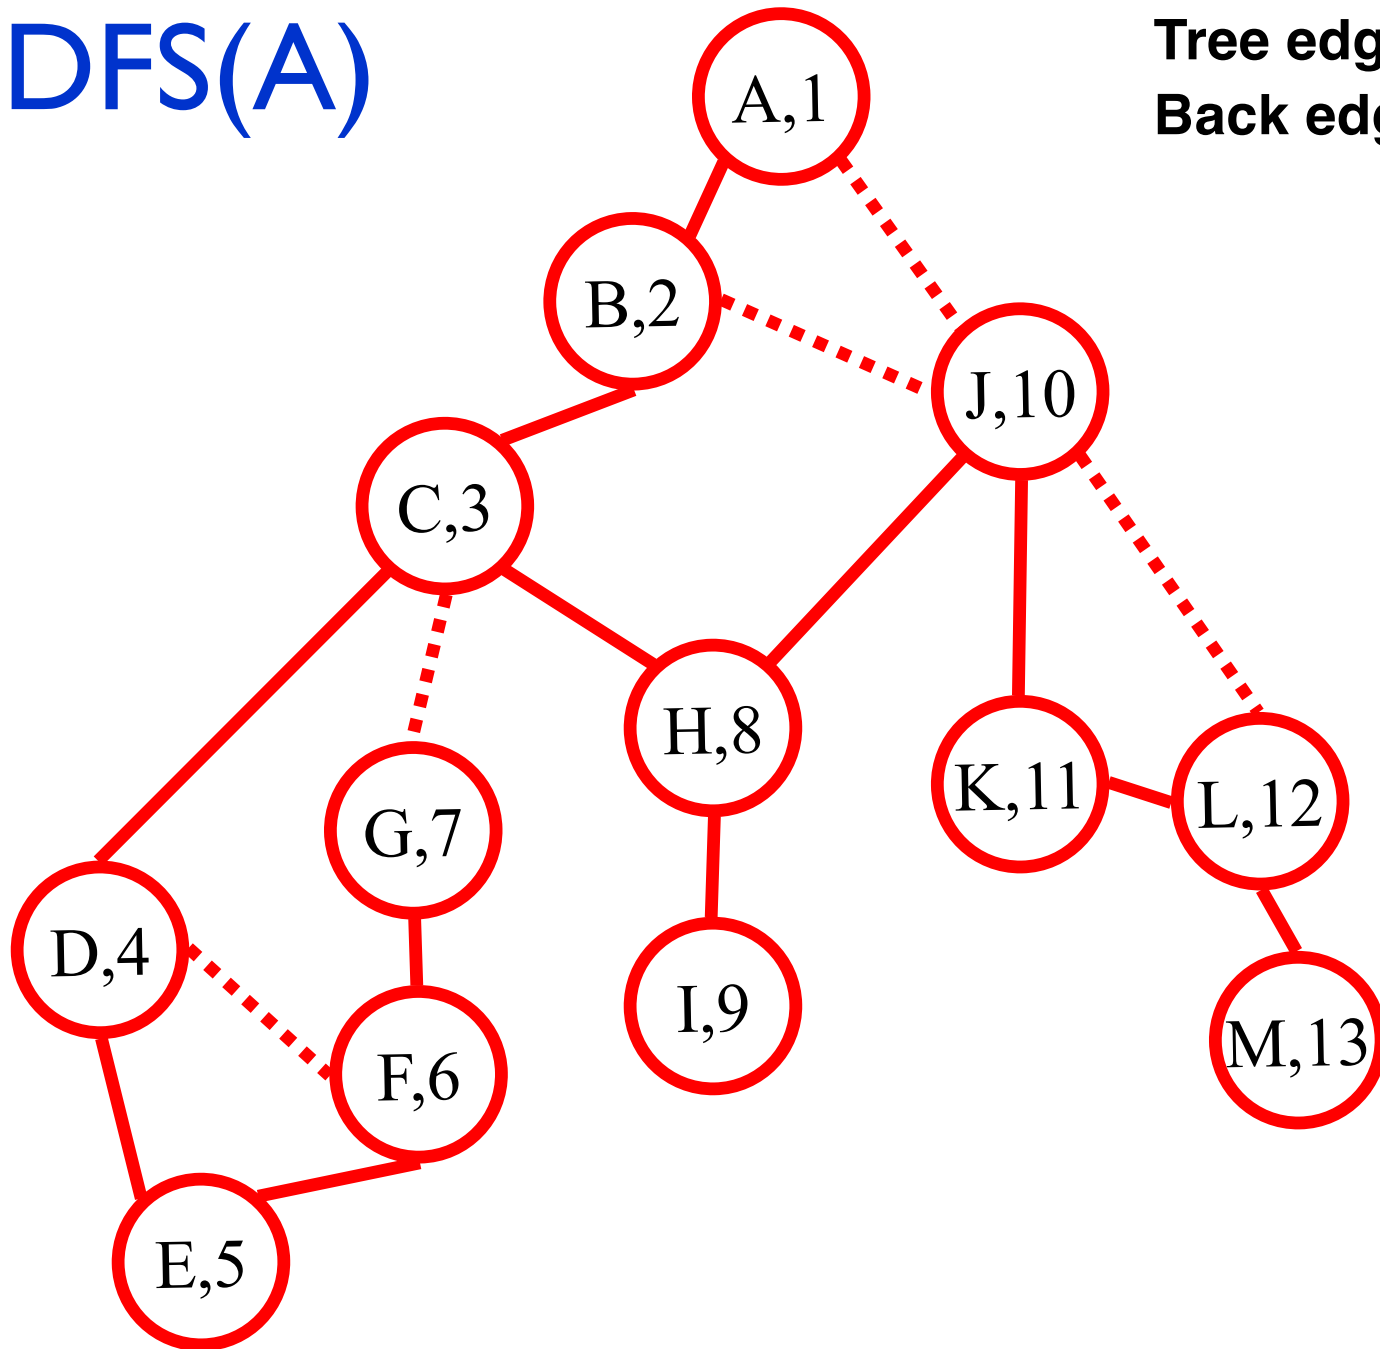 DFS(A)
Tree edg
Back edg
A,1
B,2
J,10
C,3
H,8
K,11
L,12
G,7
D,4
I,9
M,13
F,6
E,5